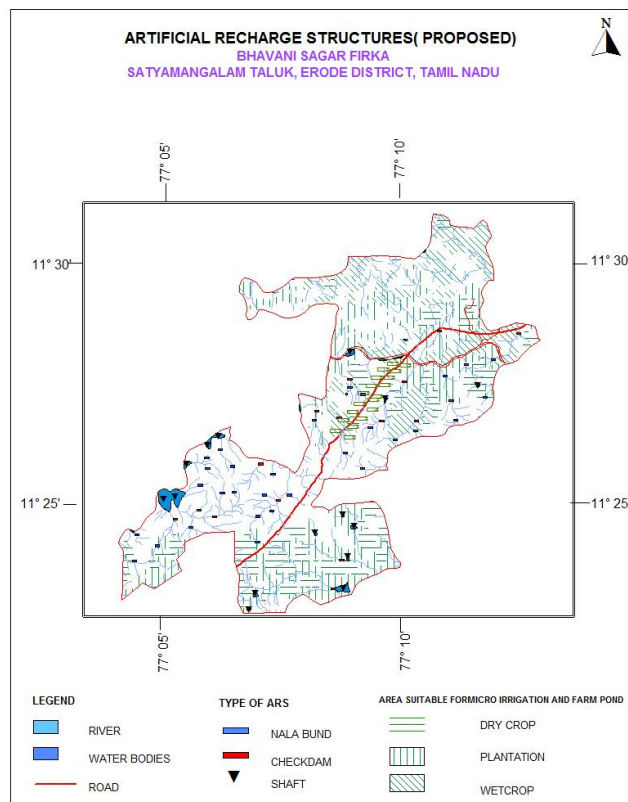 N
ARTIFICIAL RECHARGE STRUCTURES( PROPOSED)
BHAVANI SAGAR FIRKA
SATYAMANGALAM TALUK, ERODE DISTRICT, TAMIL NADU
77° 05'
77° 10'
11° 30'
11° 30
11° 25'
11° 25'
77° 05'
77° 10'
LEGEND
RIVER
WATER BODIES
ROAD
TYPE OF ARS
NALA BUND
CHECKDAM
SHAFT
AREA SUITABLE FORMICRO IRRIGATION AND FARM POND
DRY CROP
PLANTATION
WETCROP